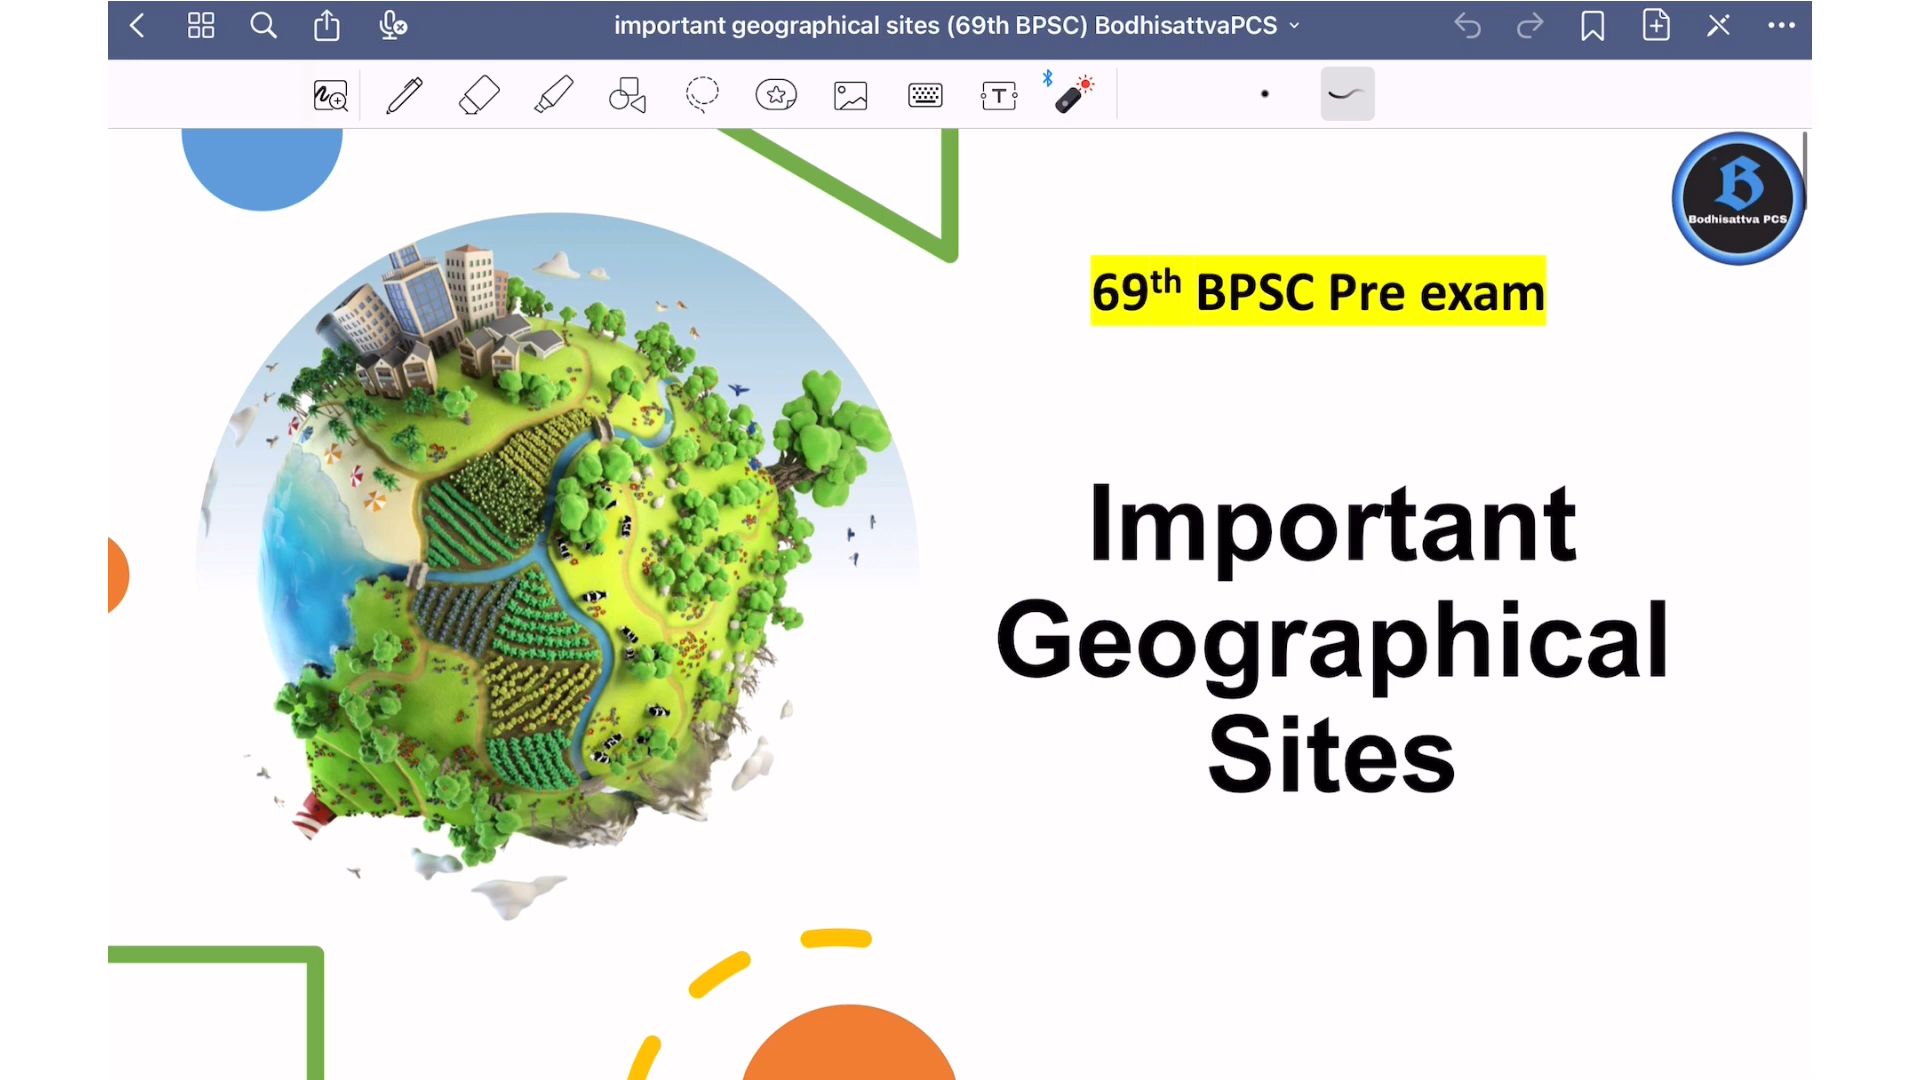 important geographical sites (69th BPSC) BodhisattvaPCS
T
B
Bodhisattva PCS
69th BPSC Pre exam
Important
Geographical
Sites